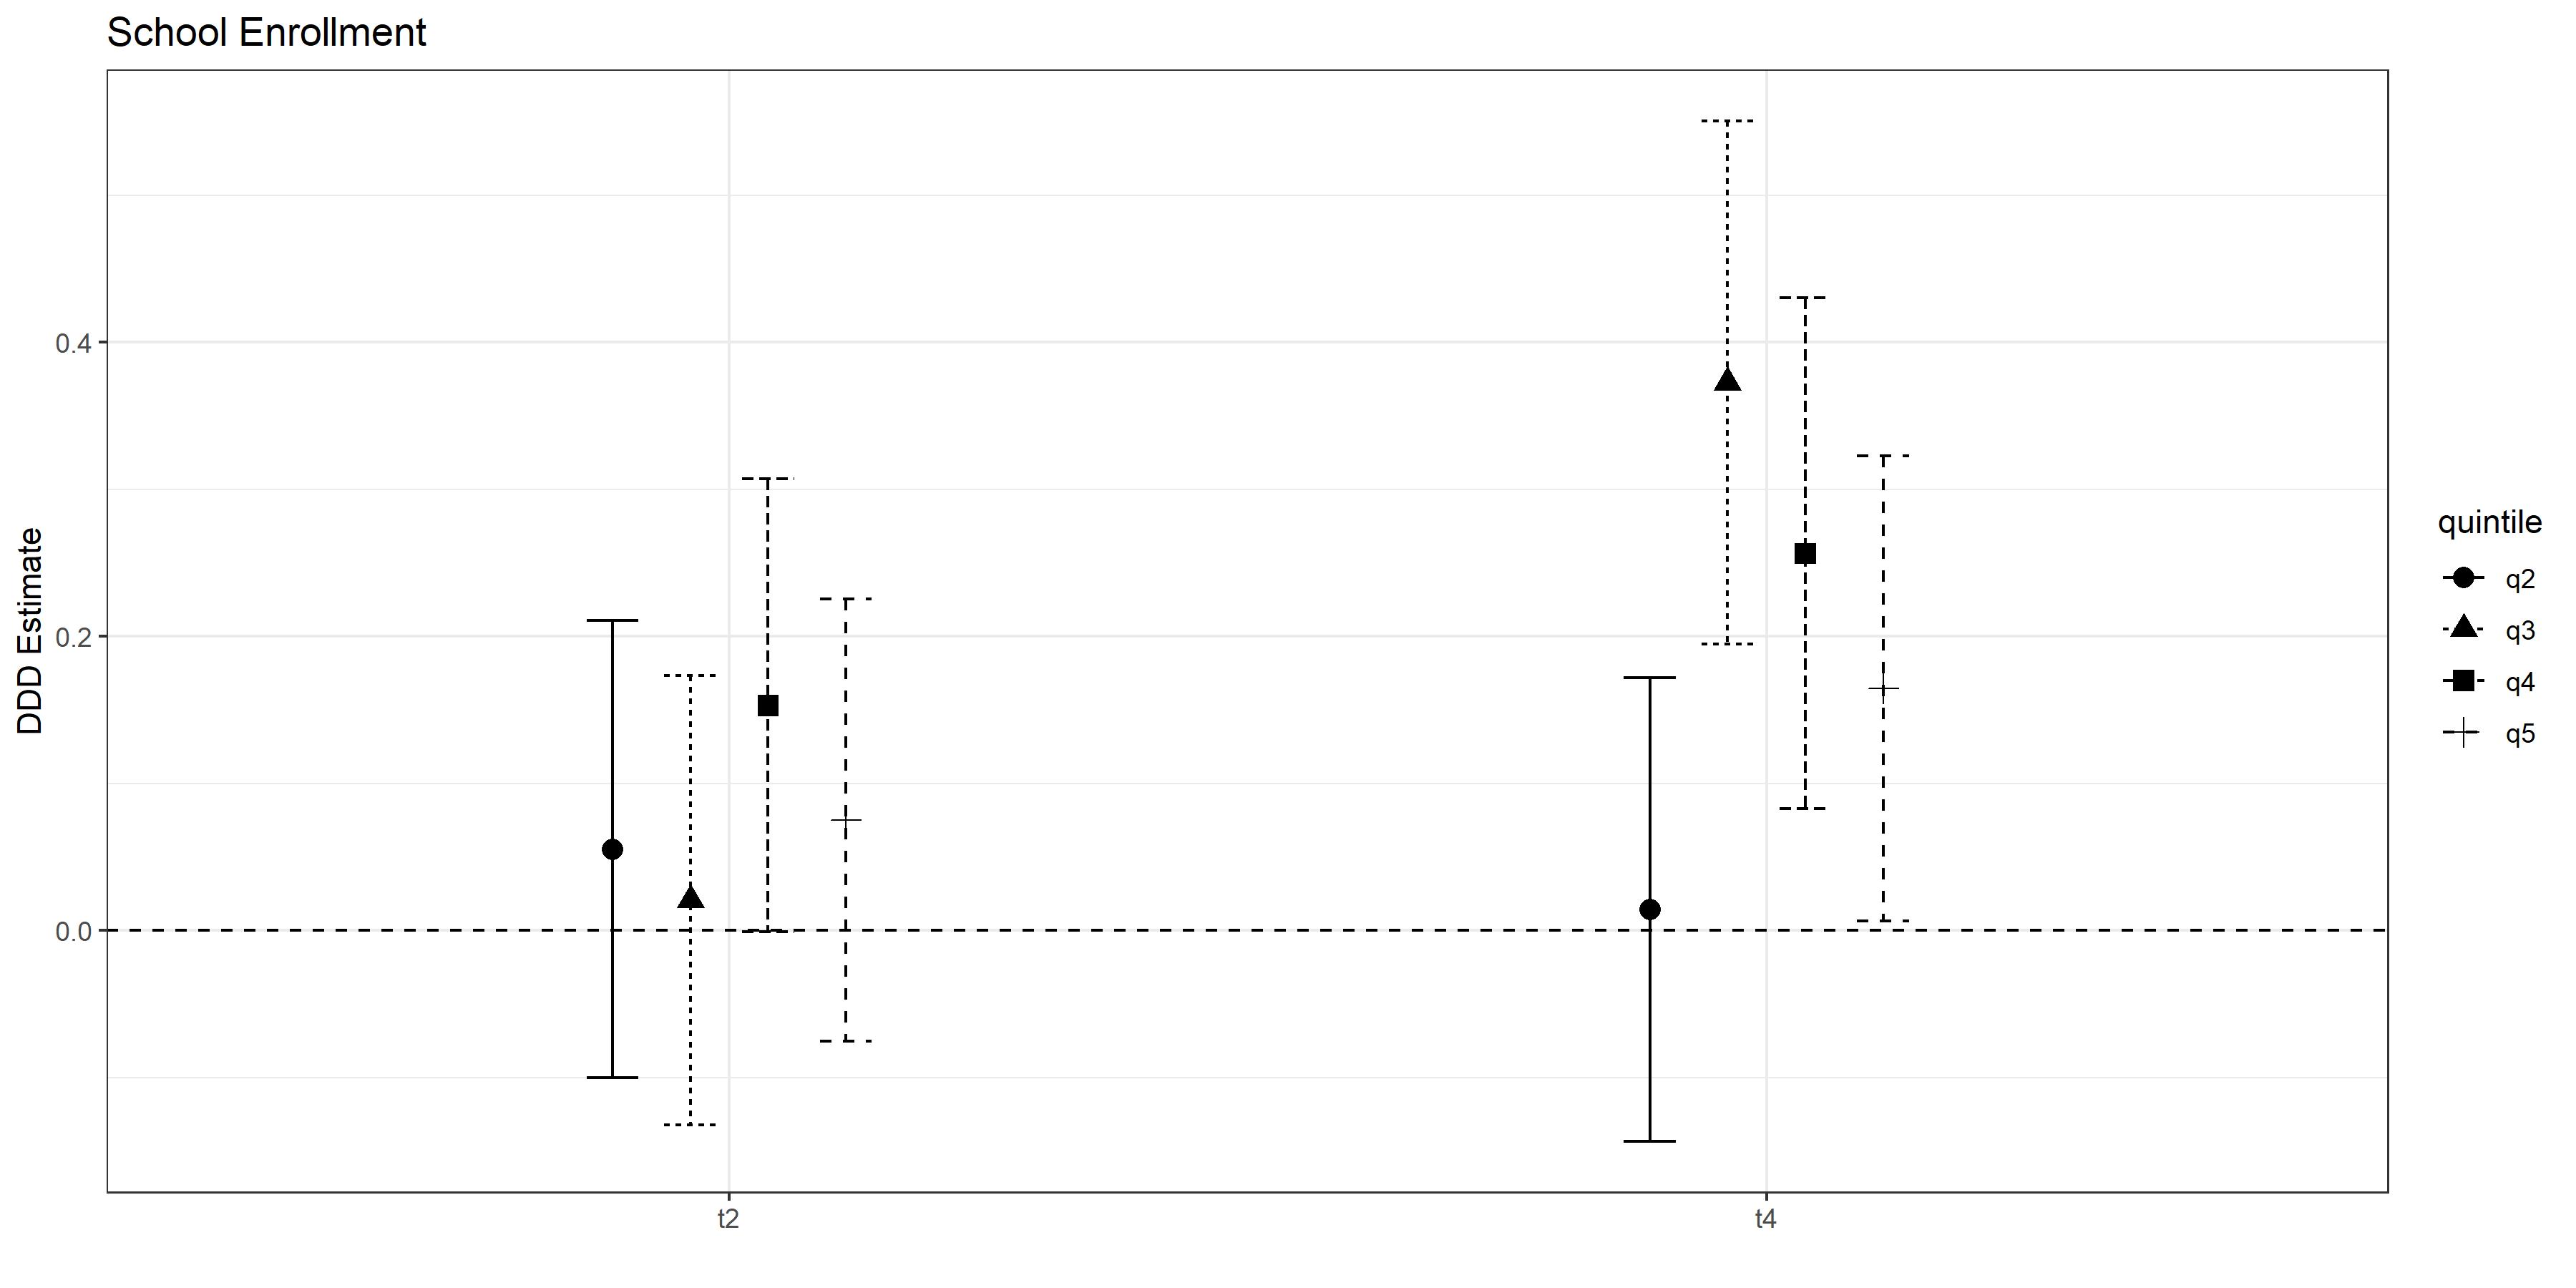 School Enrollment
DDD Estimate
0.4
0.2
0.0
t2
t4
quintile
q2
q3
q4
q5